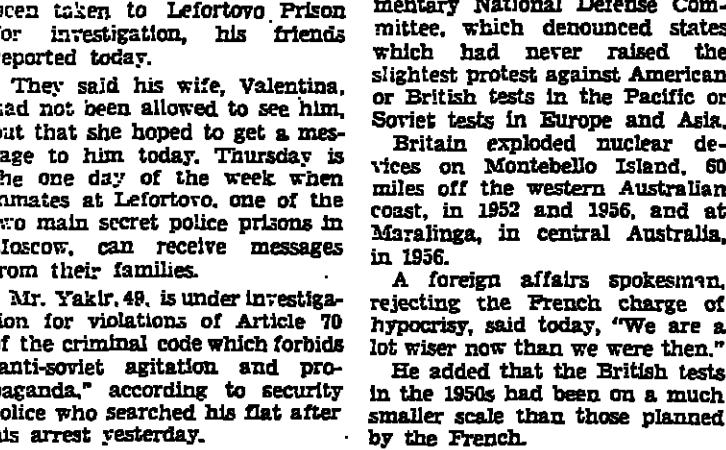 been taken to Lefortovo Prison
for investigation, his friends
reported today.
They said his wife, Valentina,
had not been allowed to see him,
but that she hoped to get a mes-
sage to him today. Thursday is
the one day of the week when
inmates at Lefortovo, one of the
two main secret police prisons in
Moscow, can receive messages
from their families.
Mr. Yakir, 49, is under investiga-
tion for violations of Article 70
of the criminal code which forbids
"anti-soviet agitation and pro-
paganda," according to security
police who searched his flat after
his arrest yesterday.
mentary National Defense Com-
mittee, which denounced states
which had never raised the
slightest protest against American
or British tests in the Pacific or
Soviet tests in Europe and Asia.
Britain exploded nuclear de-
vices on Montebello Island, 60
miles off the western Australian
coast, in 1952 and 1956, and at
Maralinga, in central Australia,
in 1956.
A foreign affairs spokesman,
rejecting the French charge of
hypocrisy, said today, "We are a
lot wiser now than we were then."
He added that the British tests
in the 1950s had been on a much
smaller scale than those planned
by the French.